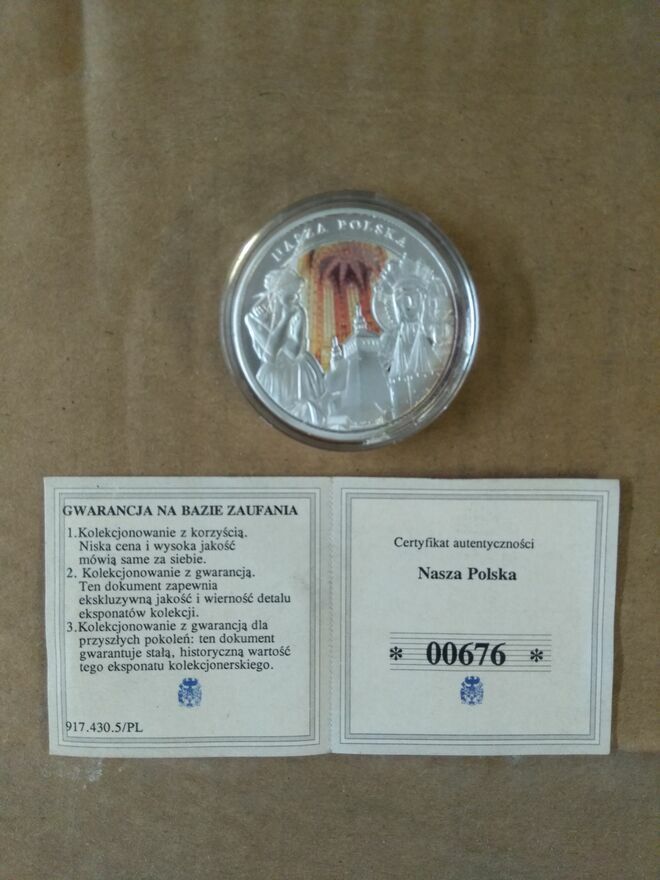 NASZA POLSKA
GWARANCJA NA BAZIE ZAUFANIA
1.Kolekcjonowanie z korzyścią.
Niska cena i wysoka jakość
mówią same za siebie.
2. Kolekcjonowanie z gwarancją.
Ten dokument zapewnia
ekskluzywną jakość i wierność detalu
eksponatów kolekcji.
3.Kolekcjonowanie z gwarancją dla
przyszłych pokoleń: ten dokument
gwarantuje stałą, historyczną wartość
tego eksponatu kolekcjonerskiego.
917.430.5/PL
Certyfikat autentyczności
Nasza Polska
* 00676 *